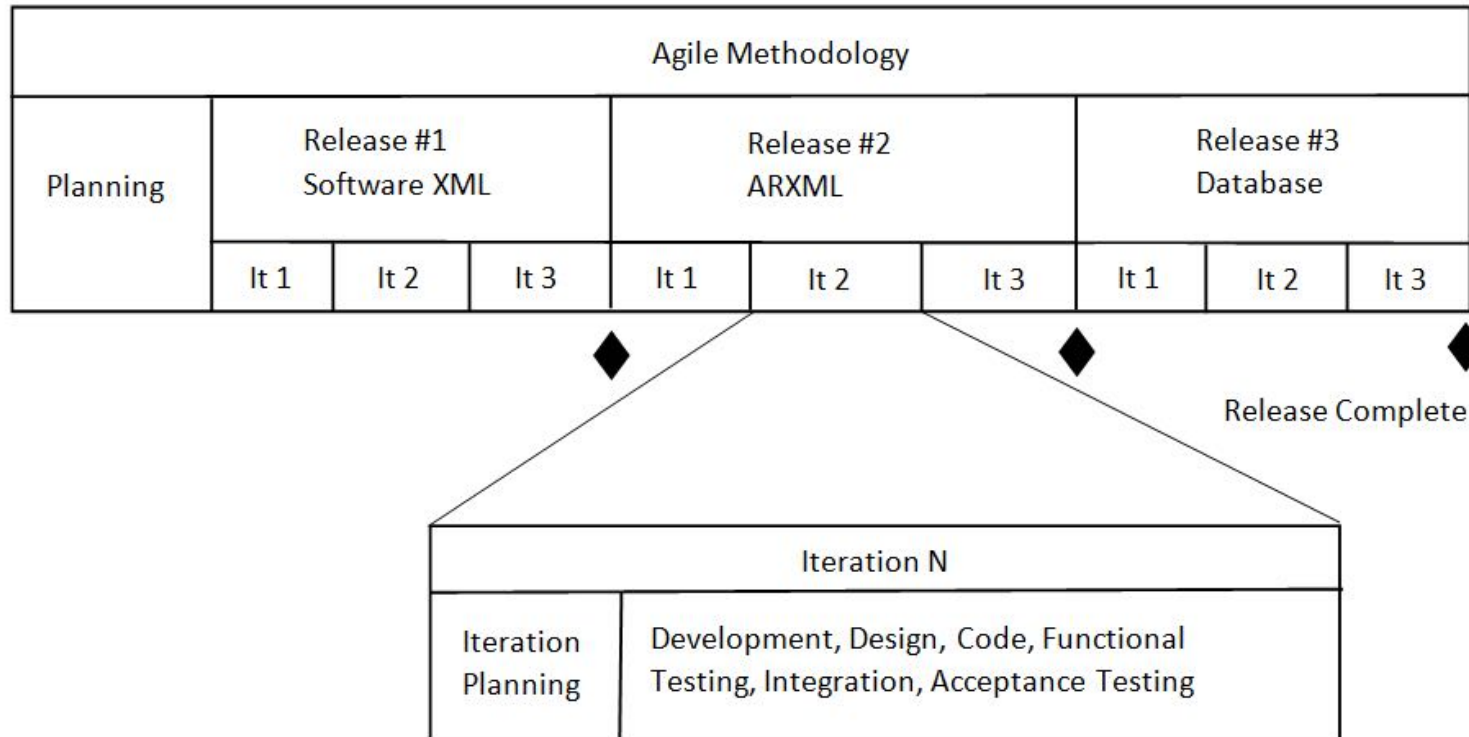 Agile Methodology
Planning
Release #1
Software XML
Release #2
ARXML
Release #3
Database
It 1
It 2
It 3
It 1
It 2
It 3
It 1
It 2
It 3
Release Complete
Iteration N
Iteration
Planning
Development, Design, Code, Functional
Testing, Integration, Acceptance Testing